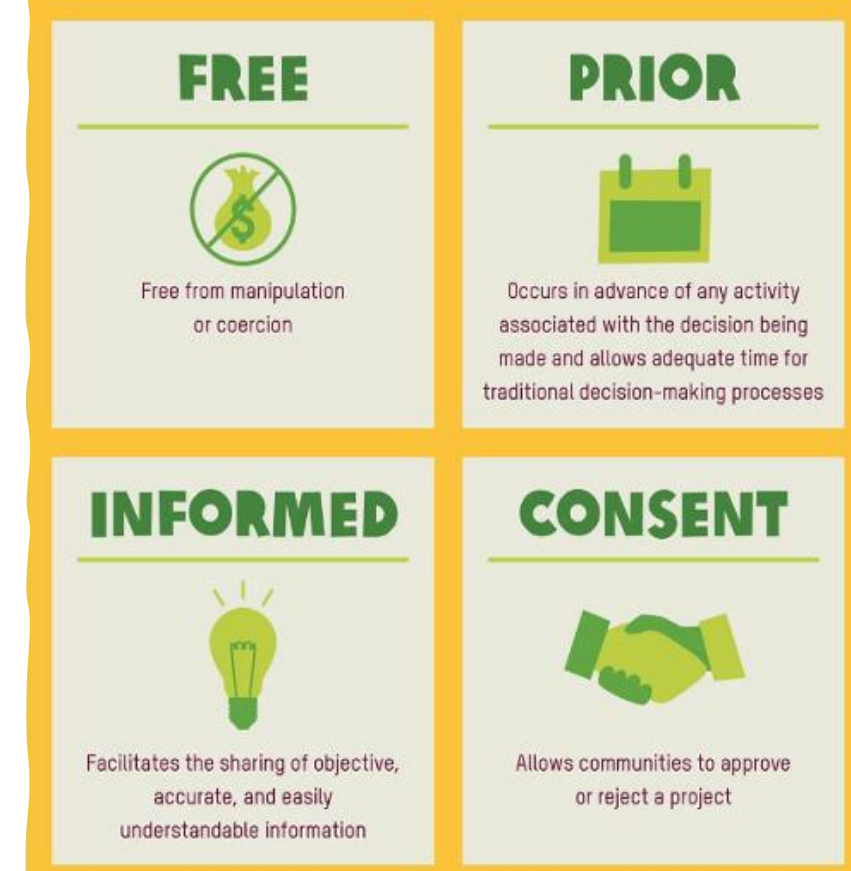 FREE
$
Free from manipulation
or coercion
PRIOR
Occurs in advance of any activity
associated with the decision being
made and allows adequate time for
traditional decision-making processes
INFORMED
Facilitates the sharing of objective,
accurate, and easily
understandable information
CONSENT
Allows communities to approve
or reject a project